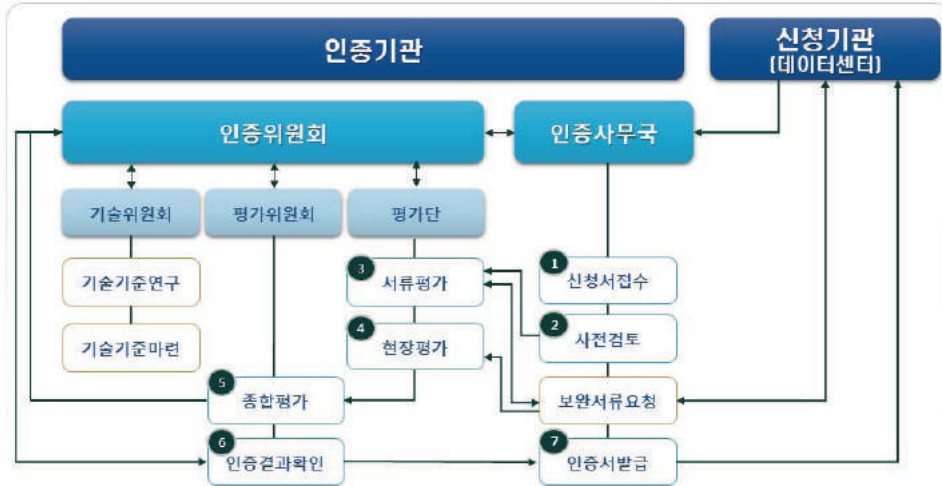 인증기관
신청기관
(데이터센터)
인증위원회
인증사무국
기술위원회
평가위원회
평가단
기술기준연구
3
서류평가
1
신청서접수
기술기준마련
4
현장평가
2
사전검토
5
종합평가
보완서류요청
6
인증결과확인
7
인증서발급